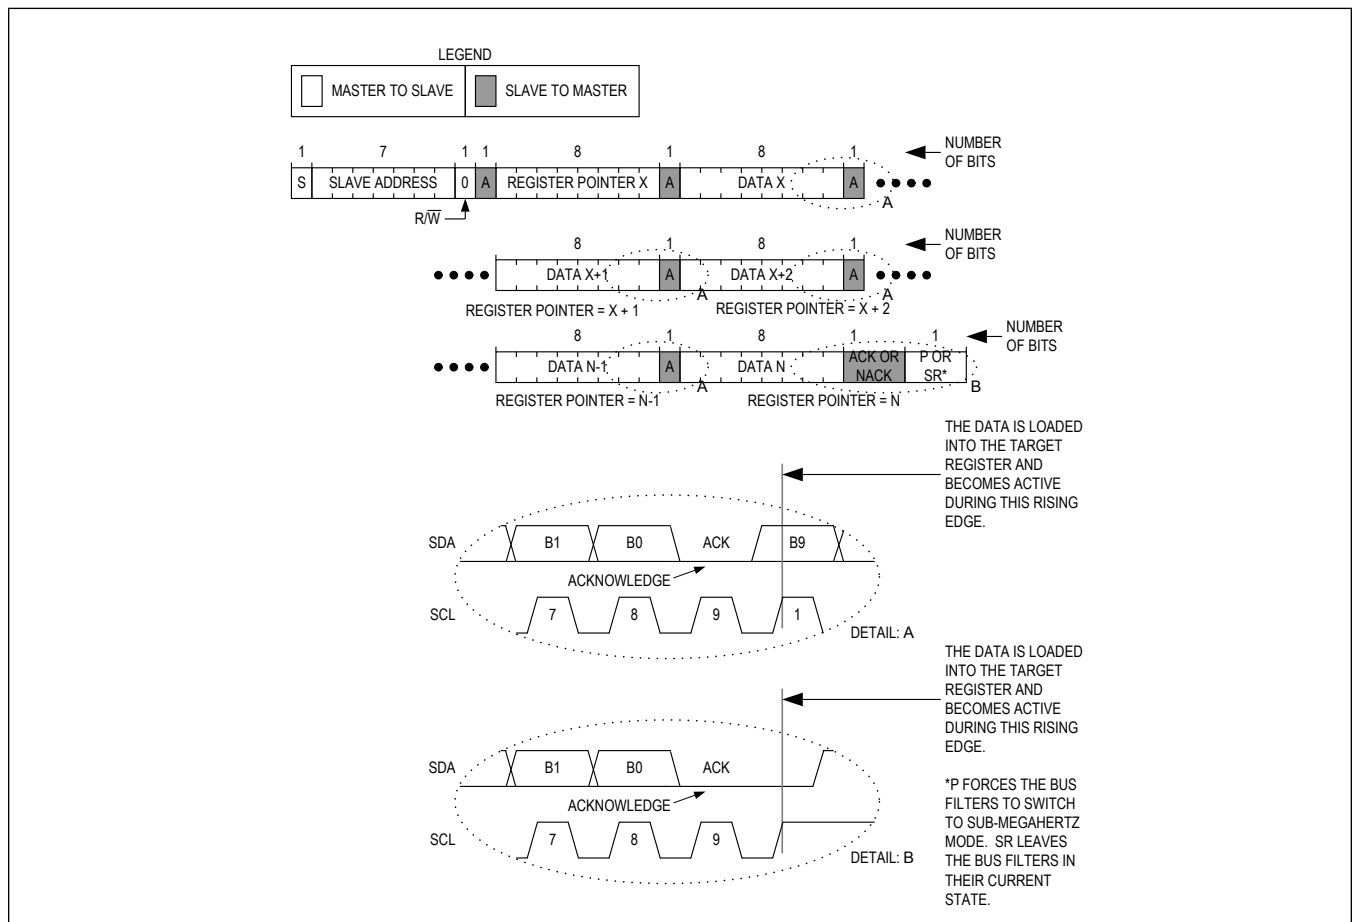 LEGEND
MASTER TO SLAVE
SLAVE TO MASTER
1 7 1 1 8 1 8 1
NUMBER
OF BITS
S SLAVE ADDRESS 0 A REGISTER POINTER X A DATA X A
A
R/W
8 1 8 1
NUMBER
OF BITS
DATA X+1 A DATA X+2 A
A A
REGISTER POINTER = X + 1 REGISTER POINTER = X + 2
8 1 8 1 1
NUMBER
OF BITS
DATA N-1 A DATA N ACK OR
NACK
P OR
SR*
A B
REGISTER POINTER = N-1 REGISTER POINTER = N
THE DATA IS LOADED
INTO THE TARGET
REGISTER AND
BECOMES ACTIVE
DURING THIS RISING
EDGE.
SDA B1 B0 ACK B9
ACKNOWLEDGE
SCL 7 8 9 1
DETAIL: A
THE DATA IS LOADED
INTO THE TARGET
REGISTER AND
BECOMES ACTIVE
DURING THIS RISING
EDGE.
SDA B1 B0 ACK
ACKNOWLEDGE
SCL 7 8 9
DETAIL: B
*P FORCES THE BUS
FILTERS TO SWITCH
TO SUB-MEGAHERTZ
MODE. SR LEAVES
THE BUS FILTERS IN
THEIR CURRENT
STATE.